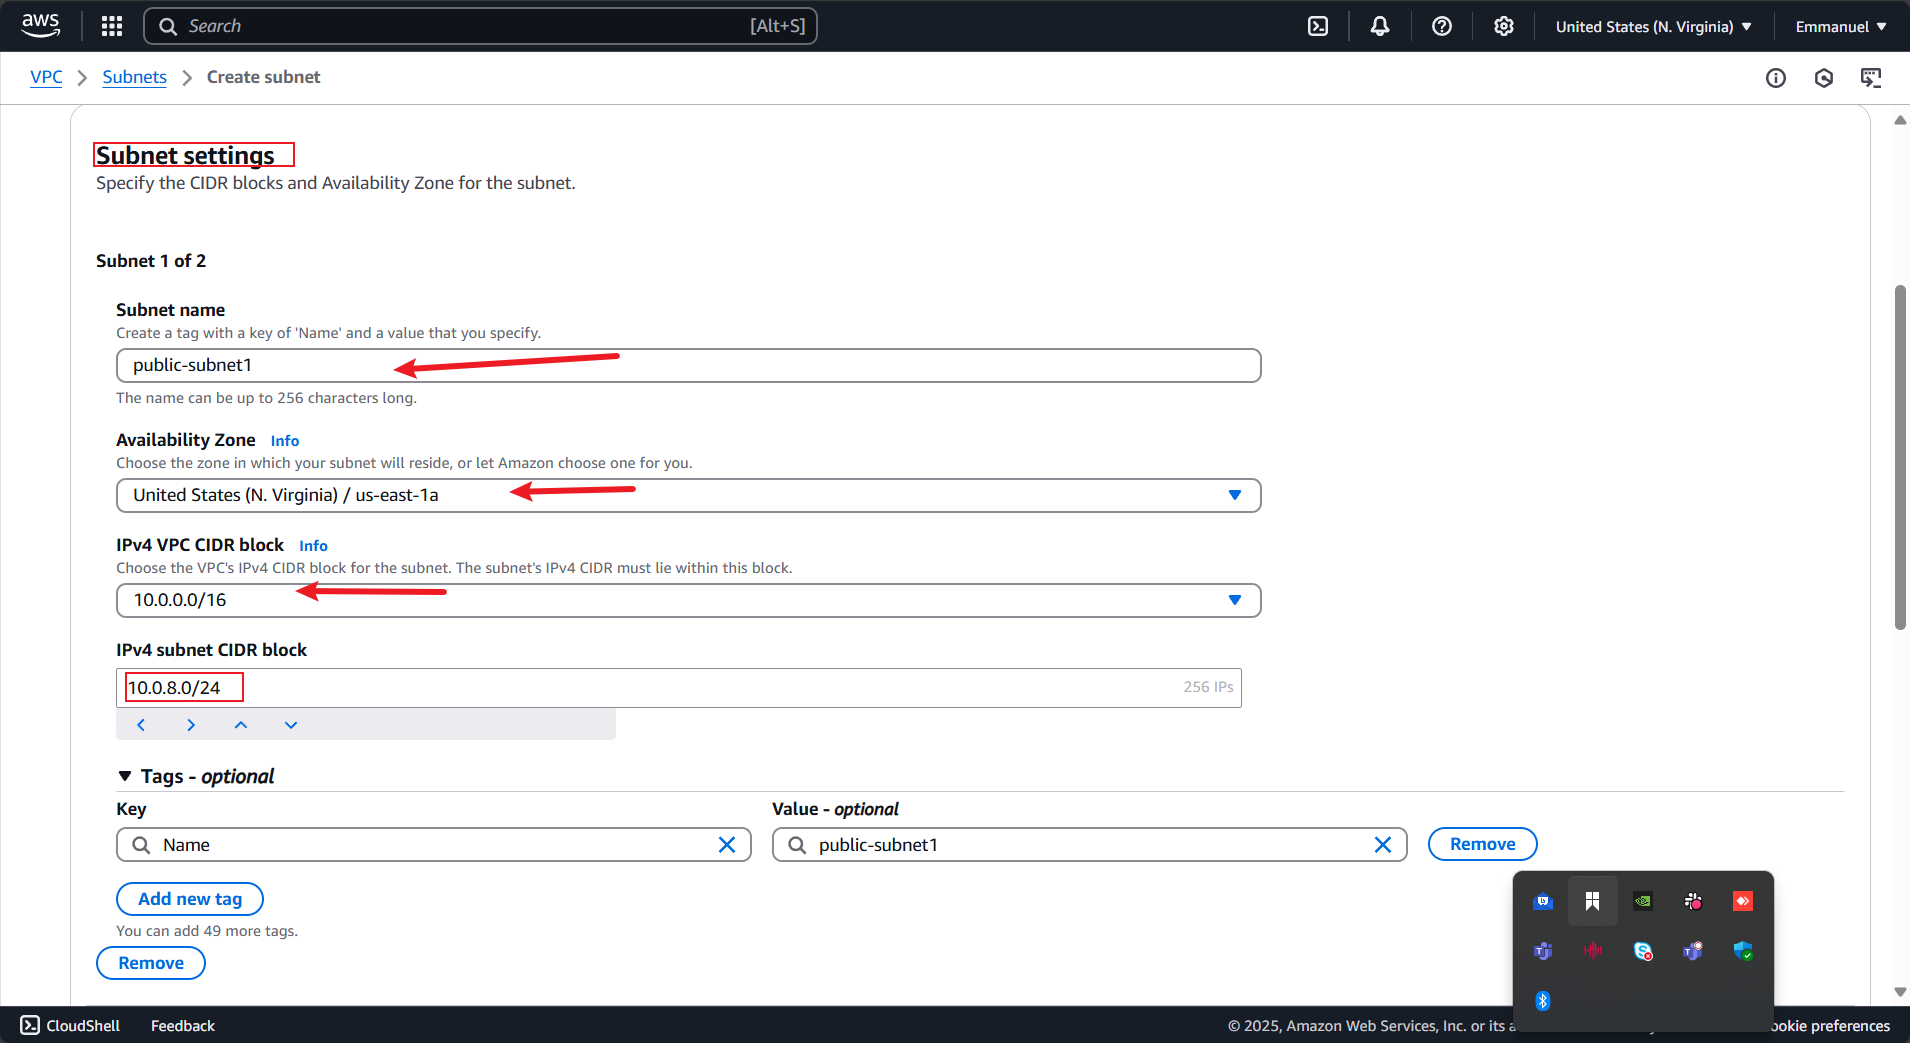 aws
Search
[Alt+S]
United States (N. Virginia)
Emmanuel
VPC
Subnets
Create subnet
Subnet settings
Specify the CIDR blocks and Availability Zone for the subnet.
Subnet 1 of 2
Subnet name
Create a tag with a key of 'Name' and a value that you specify.
public-subnet1
The name can be up to 256 characters long.
Availability Zone Info
Choose the zone in which your subnet will reside, or let Amazon choose one for you.
United States (N. Virginia) / us-east-1a
IPv4 VPC CIDR block Info
Choose the VPC's IPv4 CIDR block for the subnet. The subnet's IPv4 CIDR must lie within this block.
10.0.0.0/16
IPv4 subnet CIDR block
10.0.8.0/24
256 IPs
Tags - optional
Key
Value - optional
Name
public-subnet1
Remove
Add new tag
You can add 49 more tags.
Remove
CloudShell
Feedback
© 2025, Amazon Web Services, Inc. or its a
ookie preferences